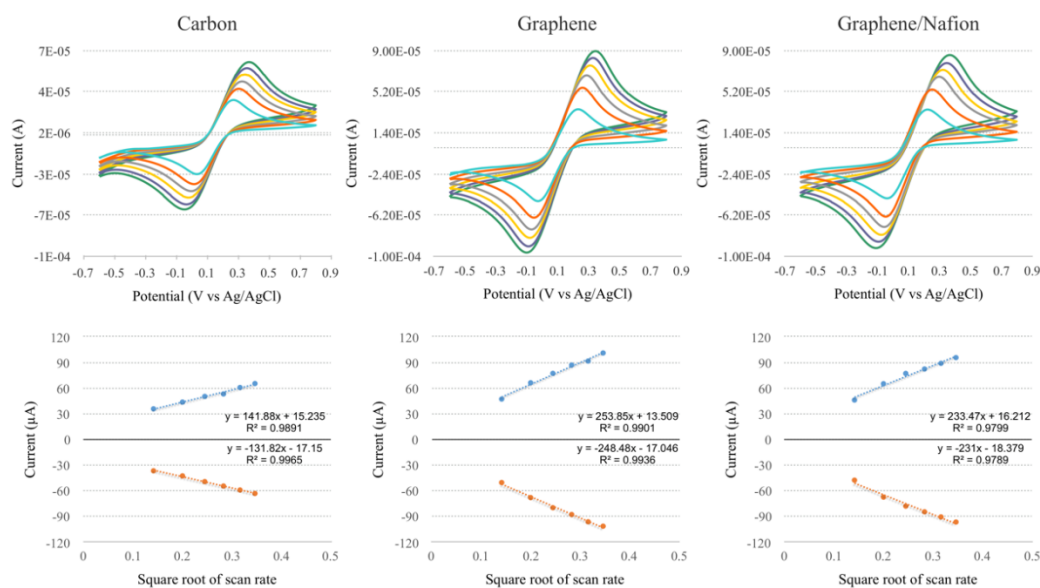 Carbon
Graphene
Graphene/Nafion
Current (A)
7E-05
4E-05
2E-06
-3E-05
-7E-05
-1E-04
-0.7 -0.5 -0.3 -0.1 0.1 0.3 0.5 0.7 0.9
Potential (V vs Ag/AgCl)
Current (A)
9.00E-05
5.20E-05
1.40E-05
-2.40E-05
-6.20E-05
-1.00E-04
-0.7 -0.5 -0.3 -0.1 0.1 0.3 0.5 0.7 0.9
Potential (V vs Ag/AgCl)
Current (A)
9.00E-05
5.20E-05
1.40E-05
-2.40E-05
-6.20E-05
-1.00E-04
-0.7 -0.5 -0.3 -0.1 0.1 0.3 0.5 0.7 0.9
Potential (V vs Ag/AgCl)
Current (µA)
120
90
60
30
0
-30
-60
-90
-120
y = 141.88x + 15.235
R² = 0.9891
y = -131.82x - 17.15
R² = 0.9965
0 0.1 0.2 0.3 0.4 0.5
Square root of scan rate
Current (µA)
120
90
60
30
0
-30
-60
-90
-120
y = 253.85x + 13.509
R² = 0.9901
y = -248.48x - 17.046
R² = 0.9936
0 0.1 0.2 0.3 0.4 0.5
Square root of scan rate
Current (µA)
120
90
60
30
0
-30
-60
-90
-120
y = 233.47x + 16.212
R² = 0.9799
y = -231x - 18.379
R² = 0.9789
0 0.1 0.2 0.3 0.4 0.5
Square root of scan rate